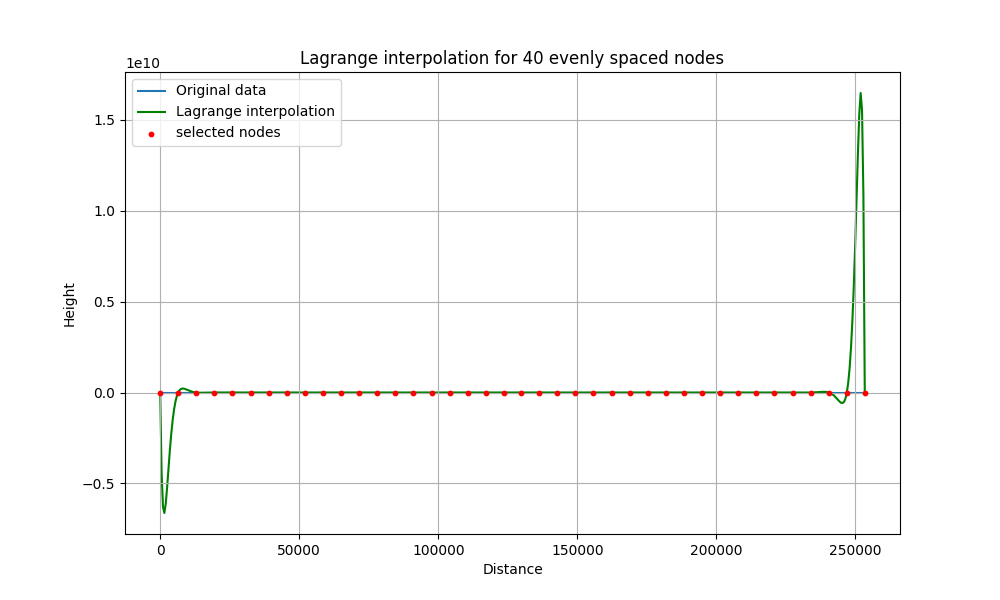 Lagrange interpolation for 40 evenly spaced nodes
1e10
Original data
Lagrange interpolation
selected nodes
1.5
1.0
0.5
0.0
−0.5
Height
0 50000 100000 150000 200000 250000
Distance